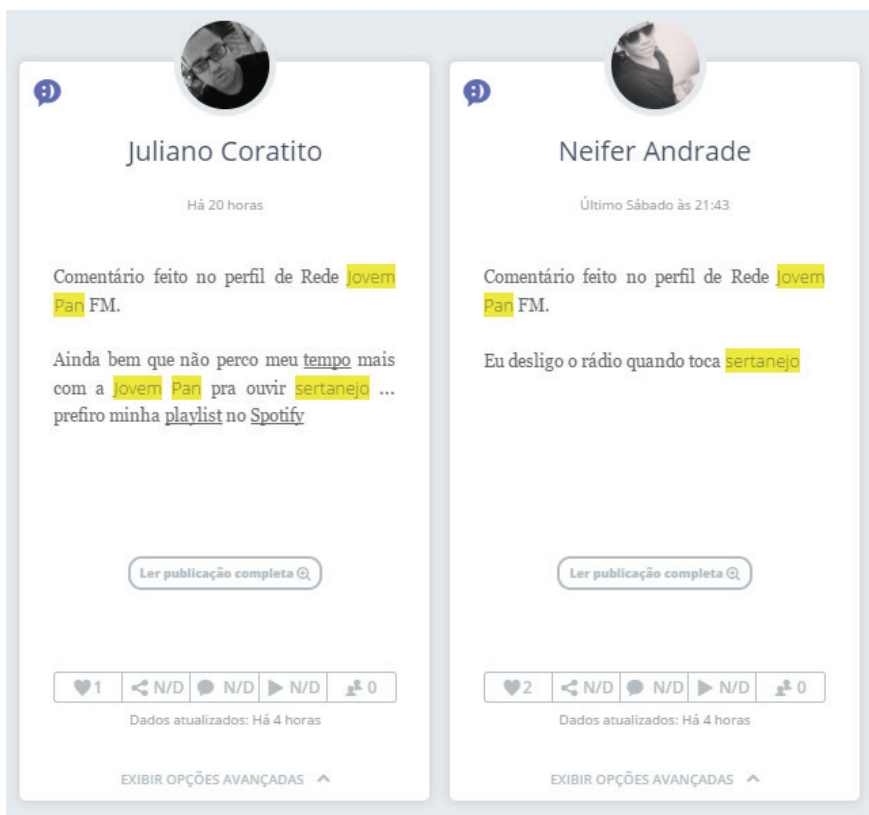 Juliano Coratito
Há 20 horas
Comentário feito no perfil de Rede Jovem
Pan FM.
Ainda bem que não perco meu tempo mais
com a Jovem Pan pra ouvir sertanejo ...
prefiro minha playlist no Spotify
Ler publicação completa
1 N/D N/D N/D 0
Dados atualizados: Há 4 horas
EXIBIR OPÇÕES AVANÇADAS
Neifer Andrade
Último Sábado às 21:43
Comentário feito no perfil de Rede Jovem
Pan FM.
Eu desligo o rádio quando toca sertanejo
Ler publicação completa
2 N/D N/D N/D 0
Dados atualizados: Há 4 horas
EXIBIR OPÇÕES AVANÇADAS